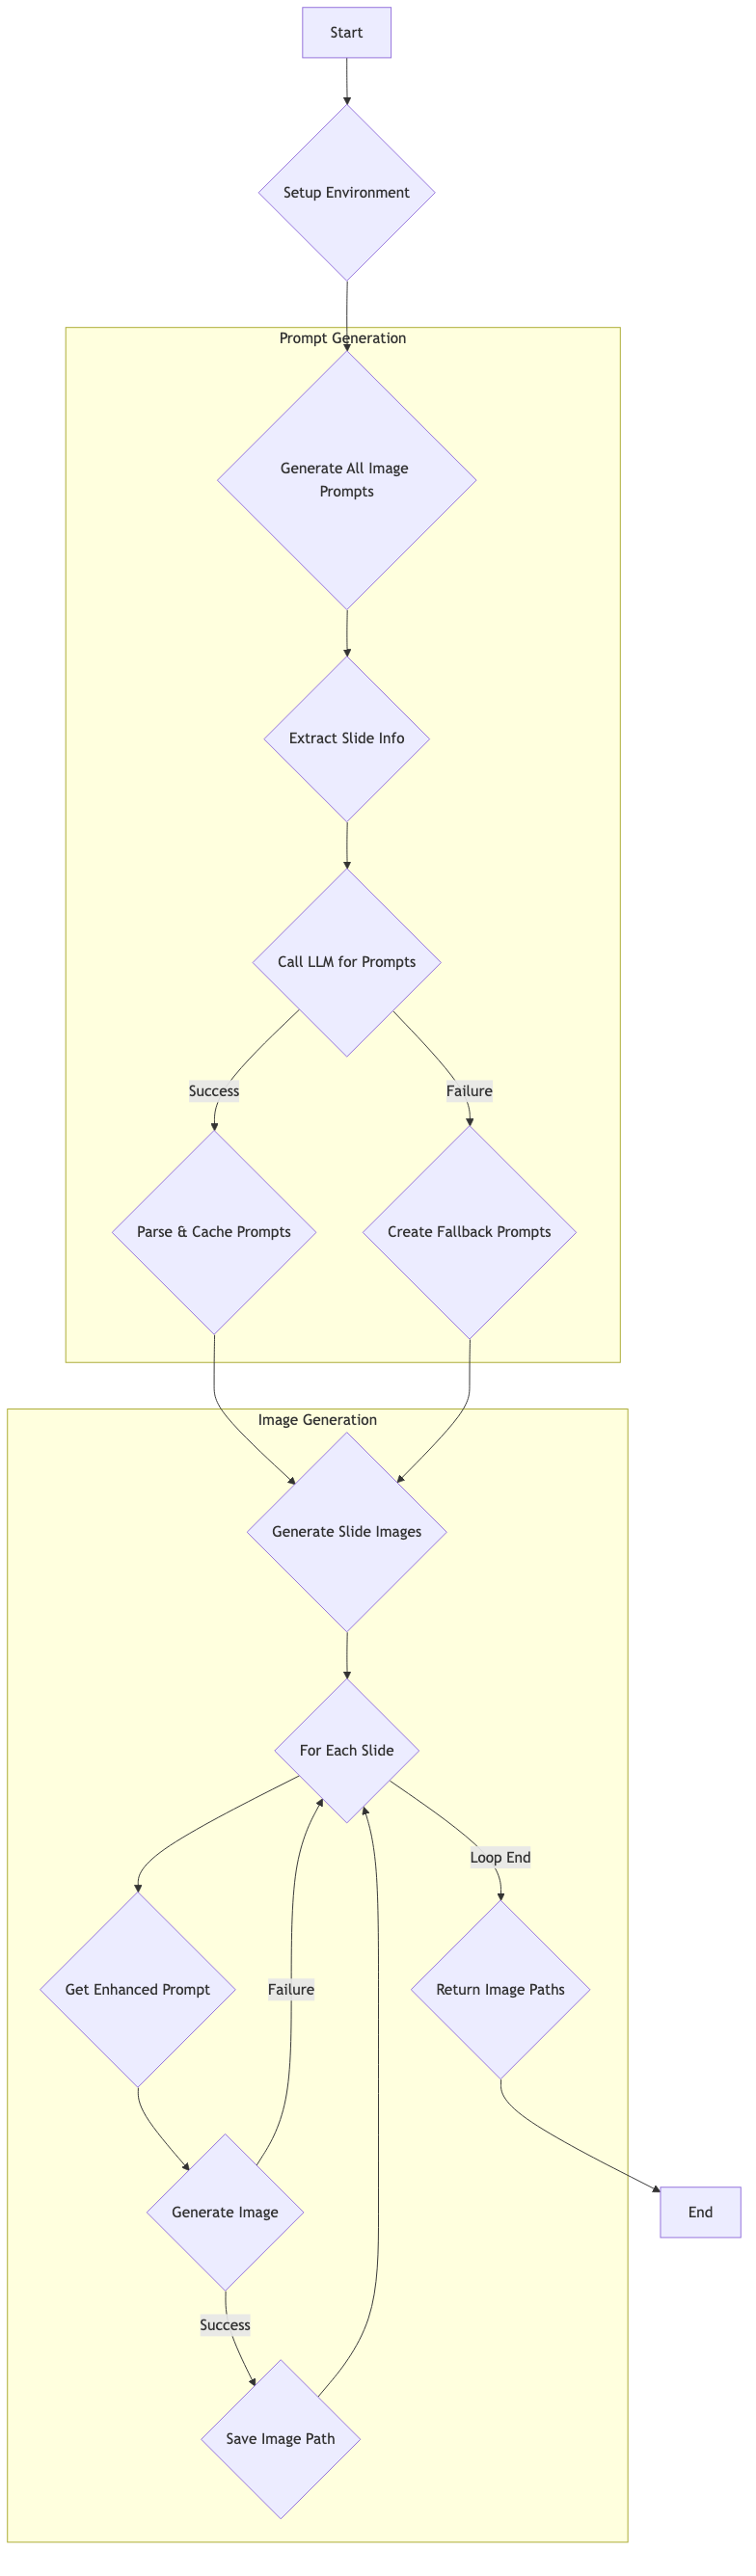 Start
Setup Environment
Prompt Generation
Generate All Image
Prompts
Extract Slide Info
Call LLM for Prompts
Success
Failure
Parse & Cache Prompts
Create Fallback Prompts
Image Generation
Generate Slide Images
For Each Slide
Loop End
Get Enhanced Prompt
Failure
Return Image Paths
Generate Image
End
Success
Save Image Path